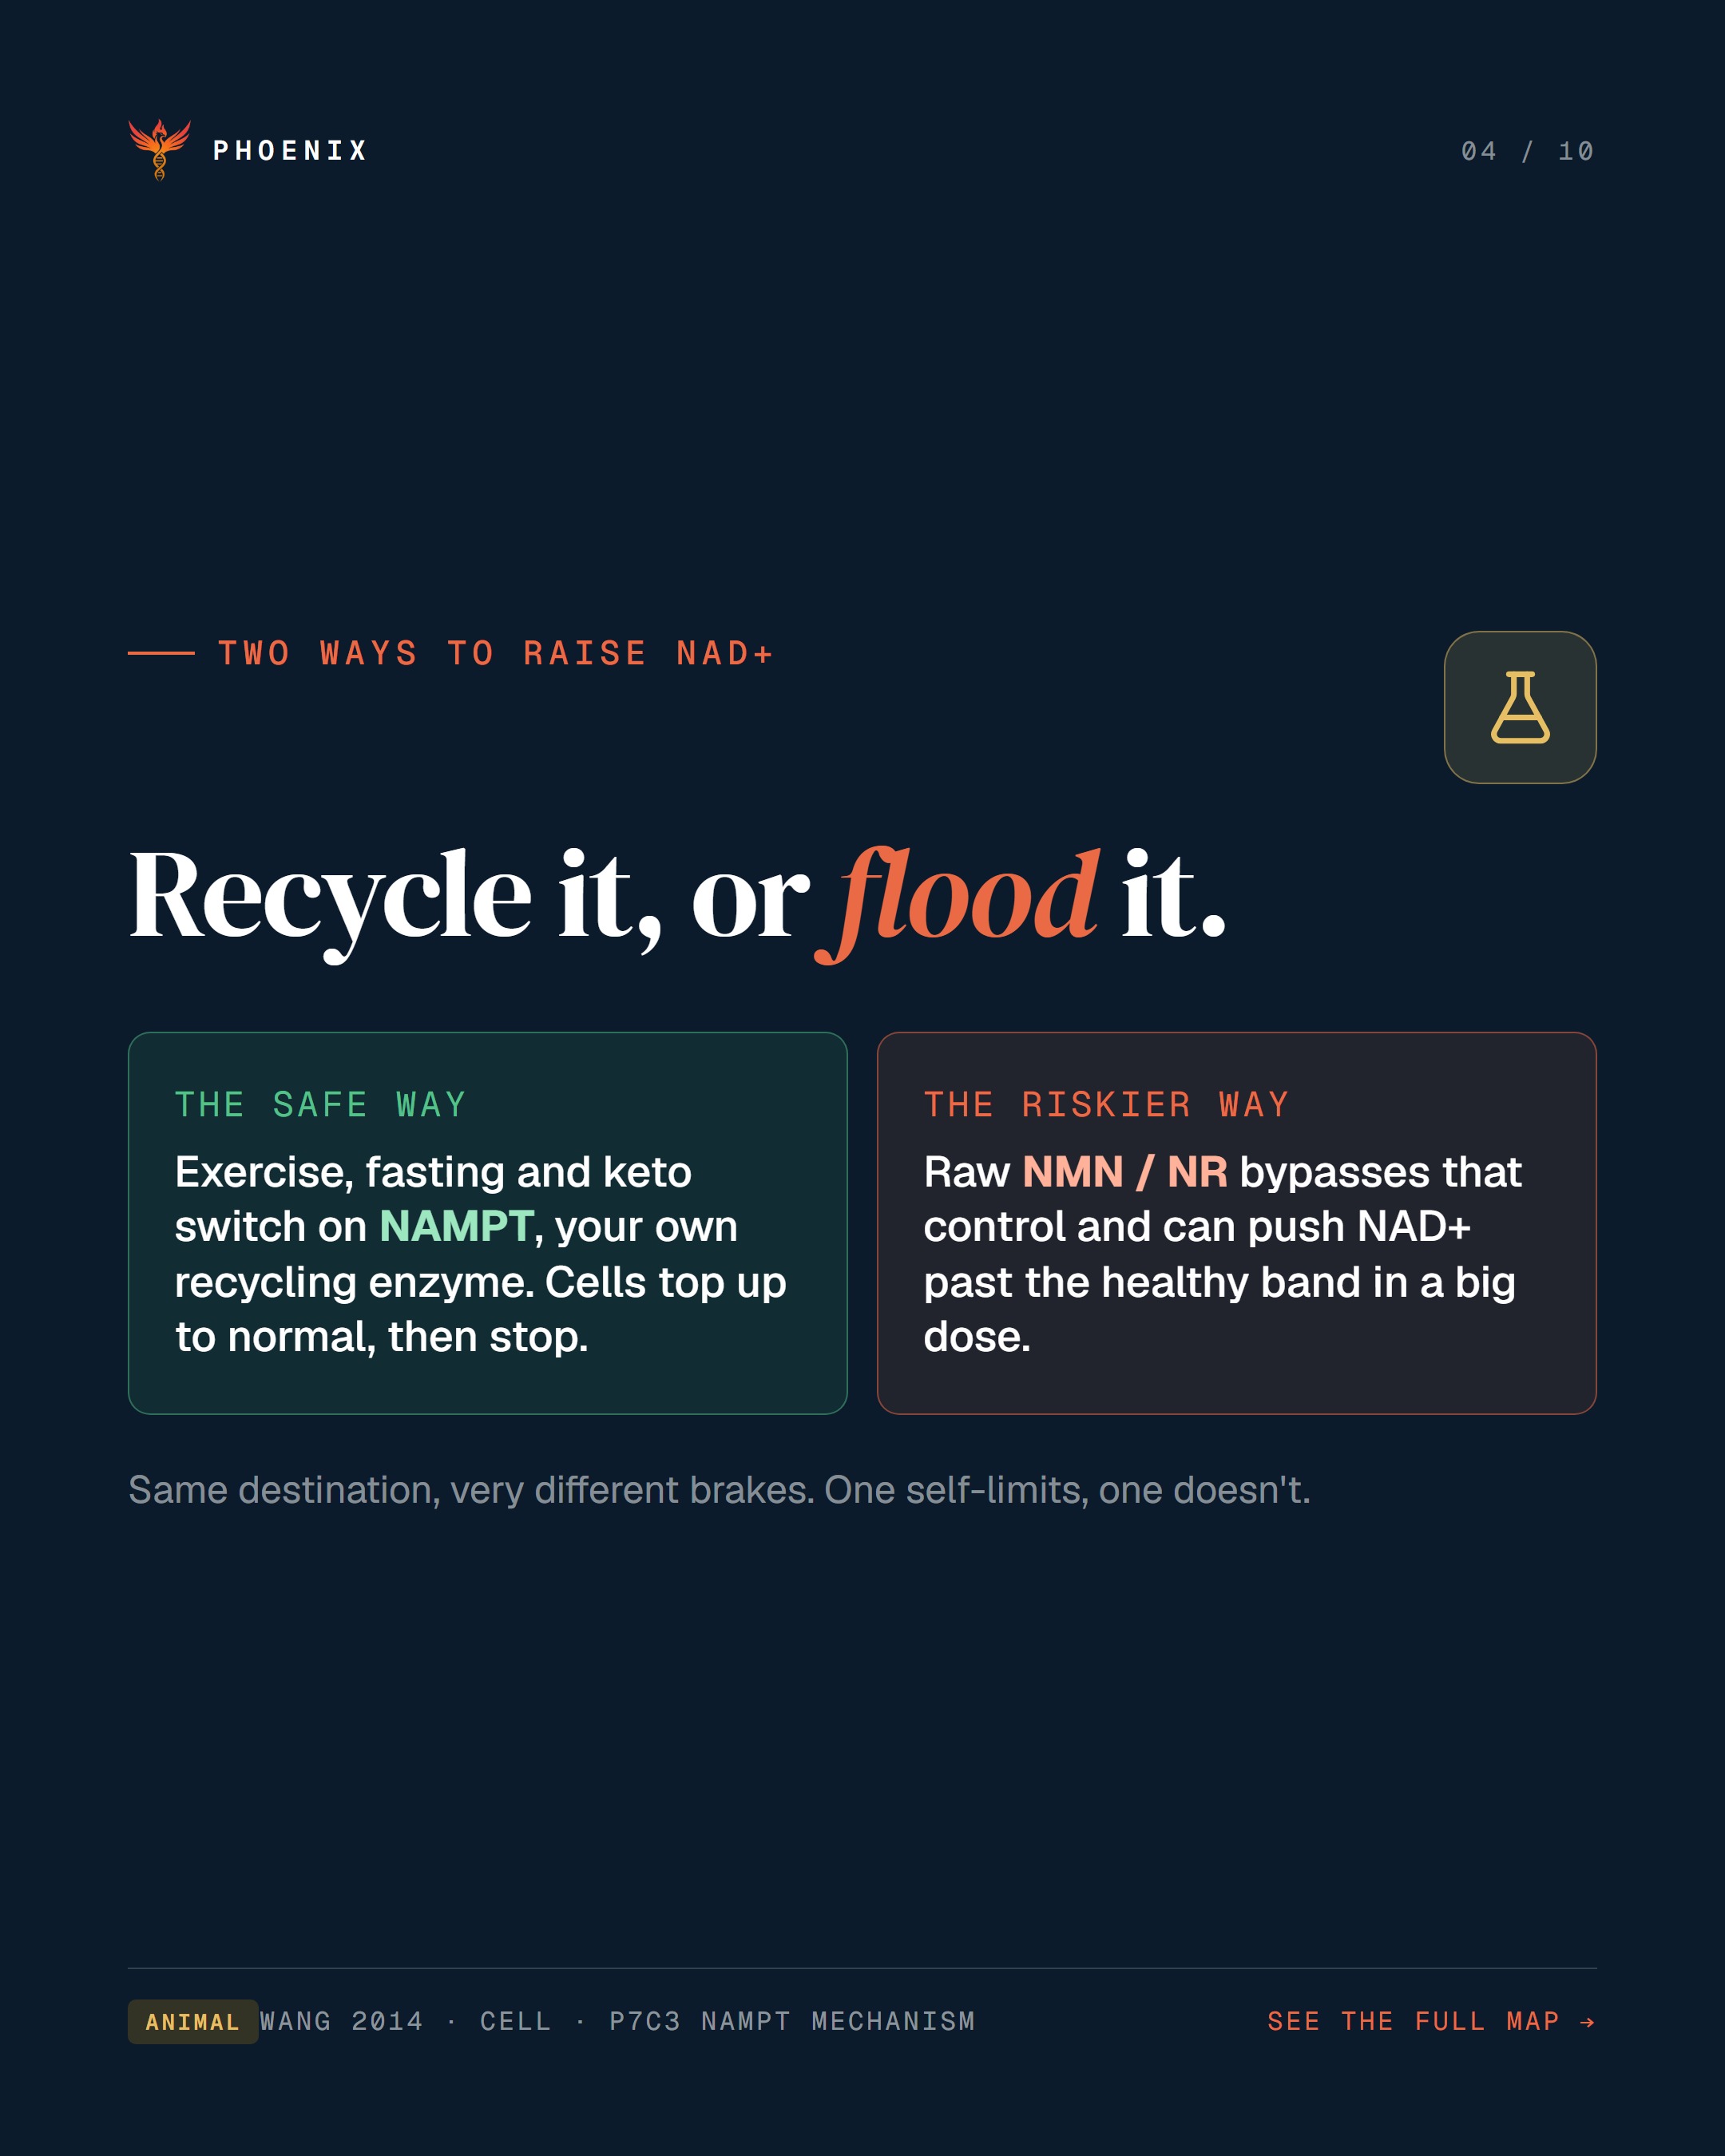 PHOENIX
04 / 10
TWO WAYS TO RAISE NAD+
Recycle it, or flood it.
THE SAFE WAY
Exercise, fasting and keto
switch on NAMPT, your own
recycling enzyme. Cells top up
to normal, then stop.
THE RISKIER WAY
Raw NMN / NR bypasses that
control and can push NAD+
past the healthy band in a big
dose.
Same destination, very different brakes. One self-limits, one doesn't.
ANIMAL WANG 2014 · CELL · P7C3 NAMPT MECHANISM
SEE THE FULL MAP →